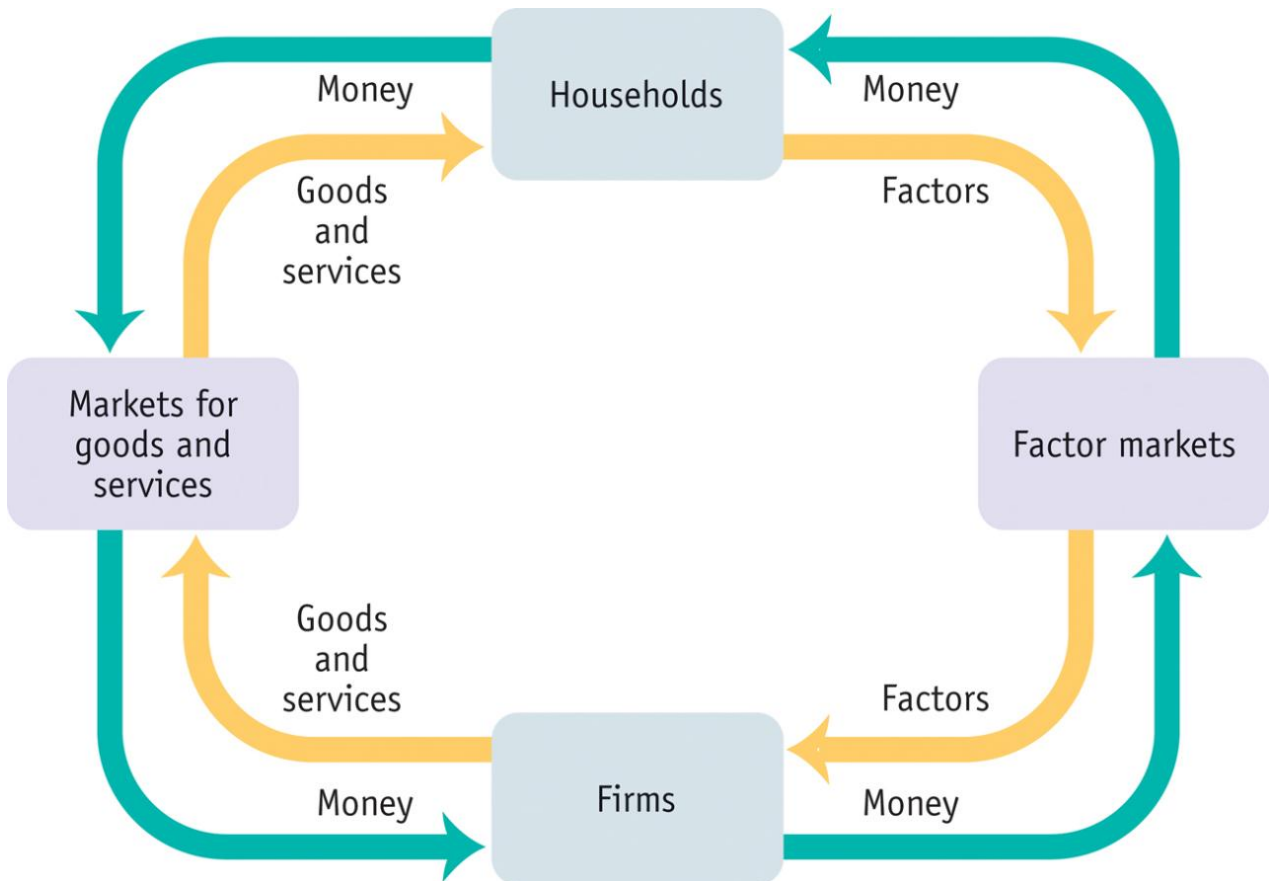 Households
Money
Money
Goods
and
services
Factors
Markets for
goods and
services
Factor markets
Goods
and
services
Factors
Money
Firms
Money